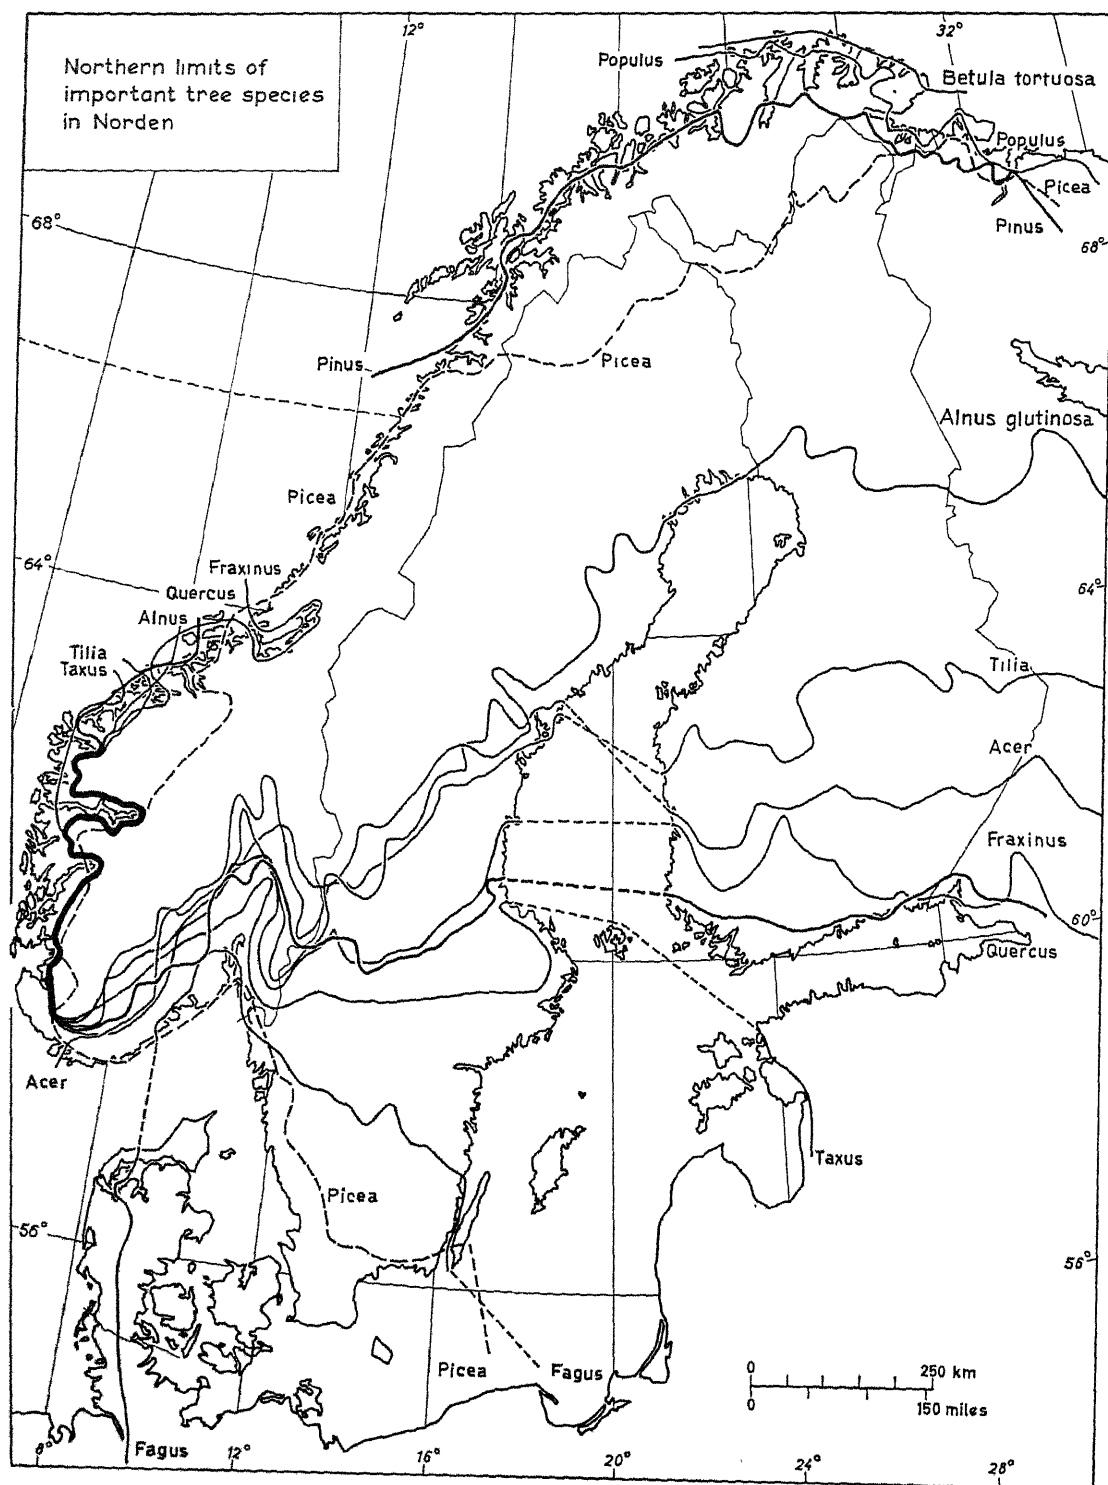 Northern limits of
important tree species
in Norden
12°
32°
Populus
Betula tortuosa
Populus
Picea
Pinus
68°
68°
Pinus
Picea
Alnus glutinosa
Picea
64°
Fraxinus
Quercus
Alnus
64°
Tilia
Taxus
Tilia
Acer
Fraxinus
60°
Quercus
Acer
Taxus
Picea
56°
56°
Picea
Fagus
0 250 km
0 150 miles
Fagus
8° 12° 16° 20° 24° 28°